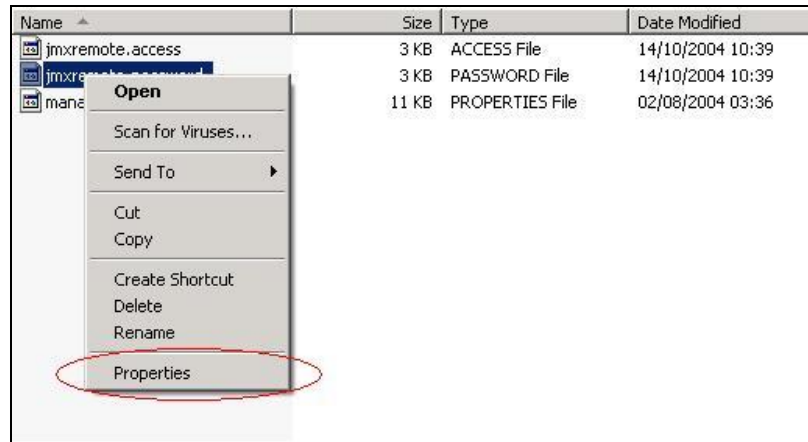 Name Size Type Date Modified
jmxremote.access 3 KB ACCESS File 14/10/2004 10:39
3 KB PASSWORD File 14/10/2004 10:39
mana 11 KB PROPERTIES File 02/08/2004 03:36
Open
Scan for Viruses...
Send To
Cut
Copy
Create Shortcut
Delete
Rename
Properties